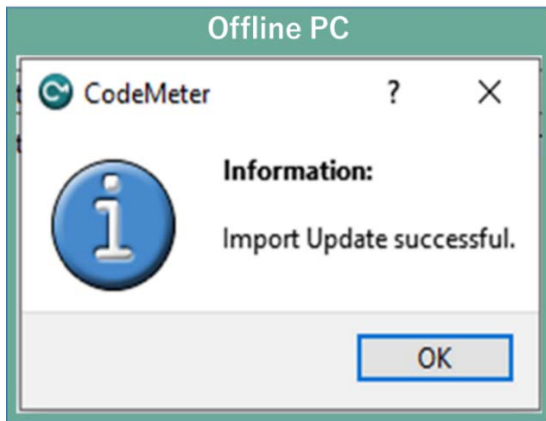 Offline PC
CodeMeter ? ×
Information:
Import Update successful.
OK